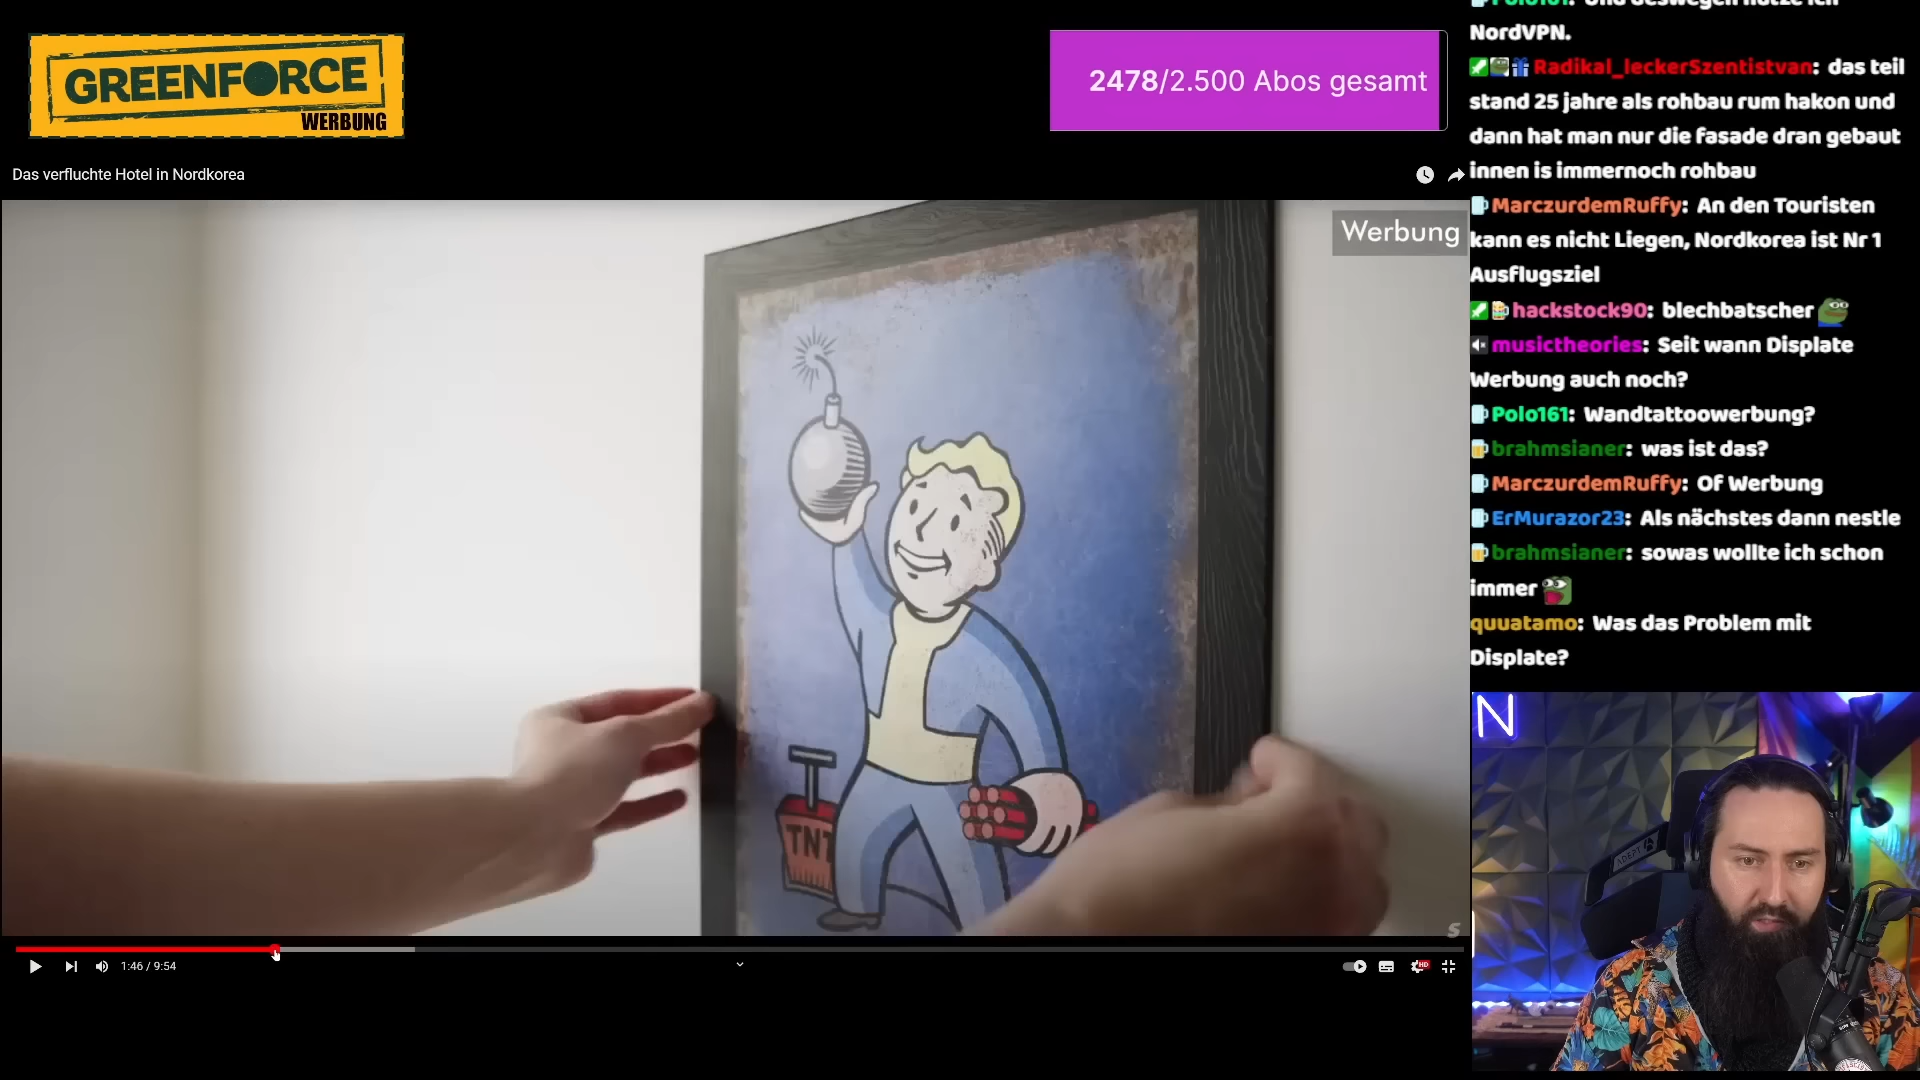 GREENFORCE
WERBUNG
2478/2.500 Abos gesamt
Das verfluchte Hotel in Nordkorea
Werbung
TNT
S
1:46 / 9:54
HD
NordVPN.
Radikal_leckerSzentistvan: das teil
stand 25 jahre als rohbau rum hakon und
dann hat man nur die fasade dran gebaut
innen is immernoch rohbau
MarczurdemRuffy: An den Touristen
kann es nicht Liegen, Nordkorea ist Nr 1
Ausflugsziel
hackstock90: blechbatscher
musictheories: Seit wann Displate
Werbung auch noch?
Polo161: Wandtattoowerbung?
brahmsianer: was ist das?
MarczurdemRuffy: Of Werbung
ErMurazor23: Als nächstes dann nestle
brahmsianer: sowas wollte ich schon
immer
quuatamo: Was das Problem mit
Displate?
N
ADEPT